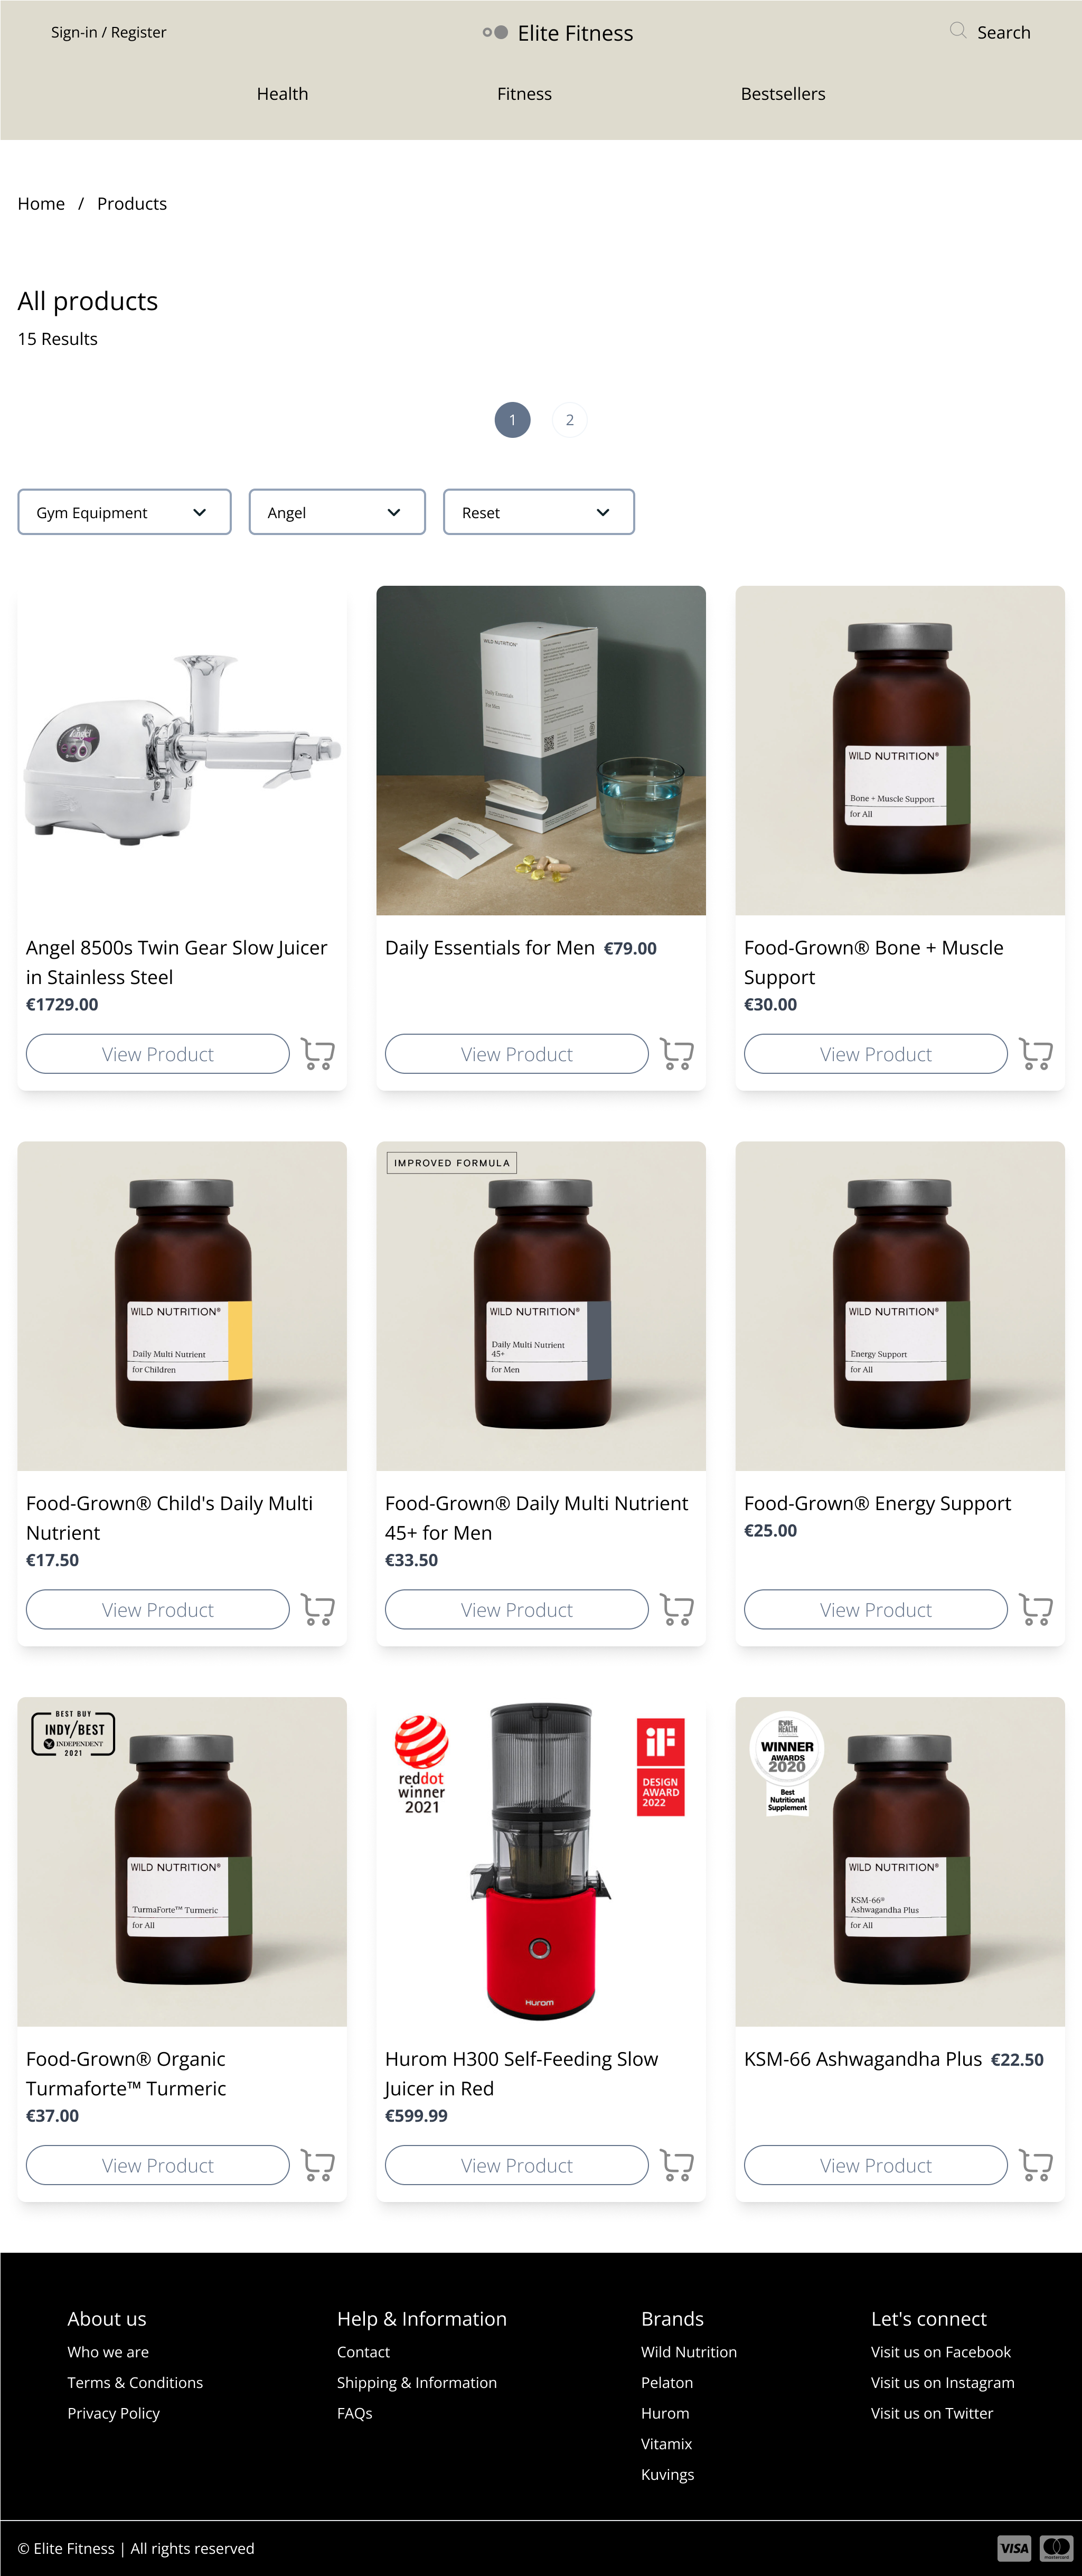 Sign-in / Register
Elite Fitness
Search
Health
Fitness
Bestsellers
Home / Products
All products
15 Results
1
2
Gym Equipment
Angel
Reset
Angel
WILD NUTRITION®
Daily Essentials
For Men
WILD NUTRITION®
Bone + Muscle Support
for All
Angel 8500s Twin Gear Slow Juicer
in Stainless Steel
€1729.00
View Product
Daily Essentials for Men €79.00
View Product
Food-Grown® Bone + Muscle
Support
€30.00
View Product
WILD NUTRITION®
Daily Multi Nutrient
for Children
IMPROVED FORMULA
WILD NUTRITION®
Daily Multi Nutrient
45+
for Men
WILD NUTRITION®
Energy Support
for All
Food-Grown® Child's Daily Multi
Nutrient
€17.50
View Product
Food-Grown® Daily Multi Nutrient
45+ for Men
€33.50
View Product
Food-Grown® Energy Support
€25.00
View Product
BEST BUY
INDY/BEST
INDEPENDENT
2021
WILD NUTRITION®
TurmaForte™ Turmeric
for All
reddot
winner
2021
iF
DESIGN
AWARD
2022
Hurom
HEALTH
WINNER
AWARDS
2020
Best
Nutritional
Supplement
WILD NUTRITION®
KSM-66®
Ashwagandha Plus
for All
Food-Grown® Organic
Turmaforte™ Turmeric
€37.00
View Product
Hurom H300 Self-Feeding Slow
Juicer in Red
€599.99
View Product
KSM-66 Ashwagandha Plus €22.50
View Product
About us
Who we are
Terms & Conditions
Privacy Policy
Help & Information
Contact
Shipping & Information
FAQs
Brands
Wild Nutrition
Pelaton
Hurom
Vitamix
Kuvings
Let's connect
Visit us on Facebook
Visit us on Instagram
Visit us on Twitter
© Elite Fitness | All rights reserved
VISA
mastercard